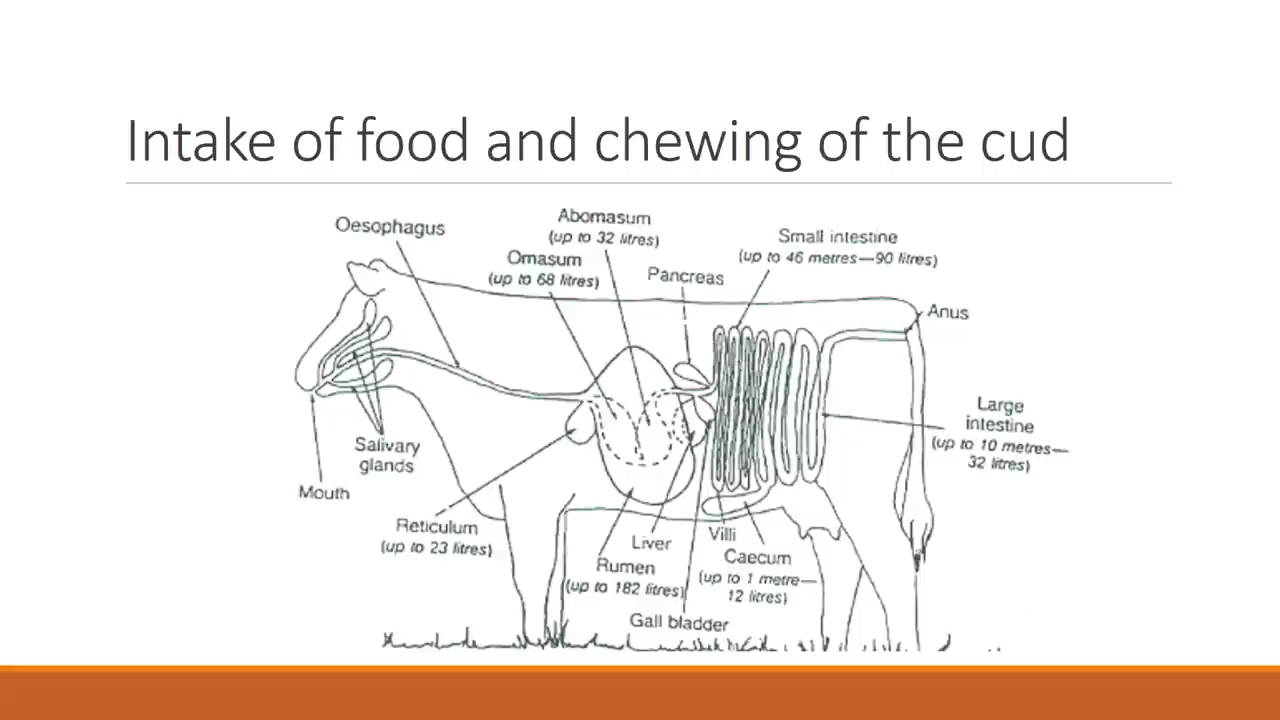 Intake of food and chewing of the cud
Oesophagus
Abomasum
(up to 32 litres)
Omasum
(up to 68 litres)
Pancreas
Small intestine
(up to 46 metres—90 litres)
Anus
Large
intestine
(up to 10 metres—
32 litres)
Salivary
glands
Mouth
Reticulum
(up to 23 litres)
Liver
Rumen
(up to 182 litres)
Villi
Caecum
(up to 1 metre—
12 litres)
Gall bladder